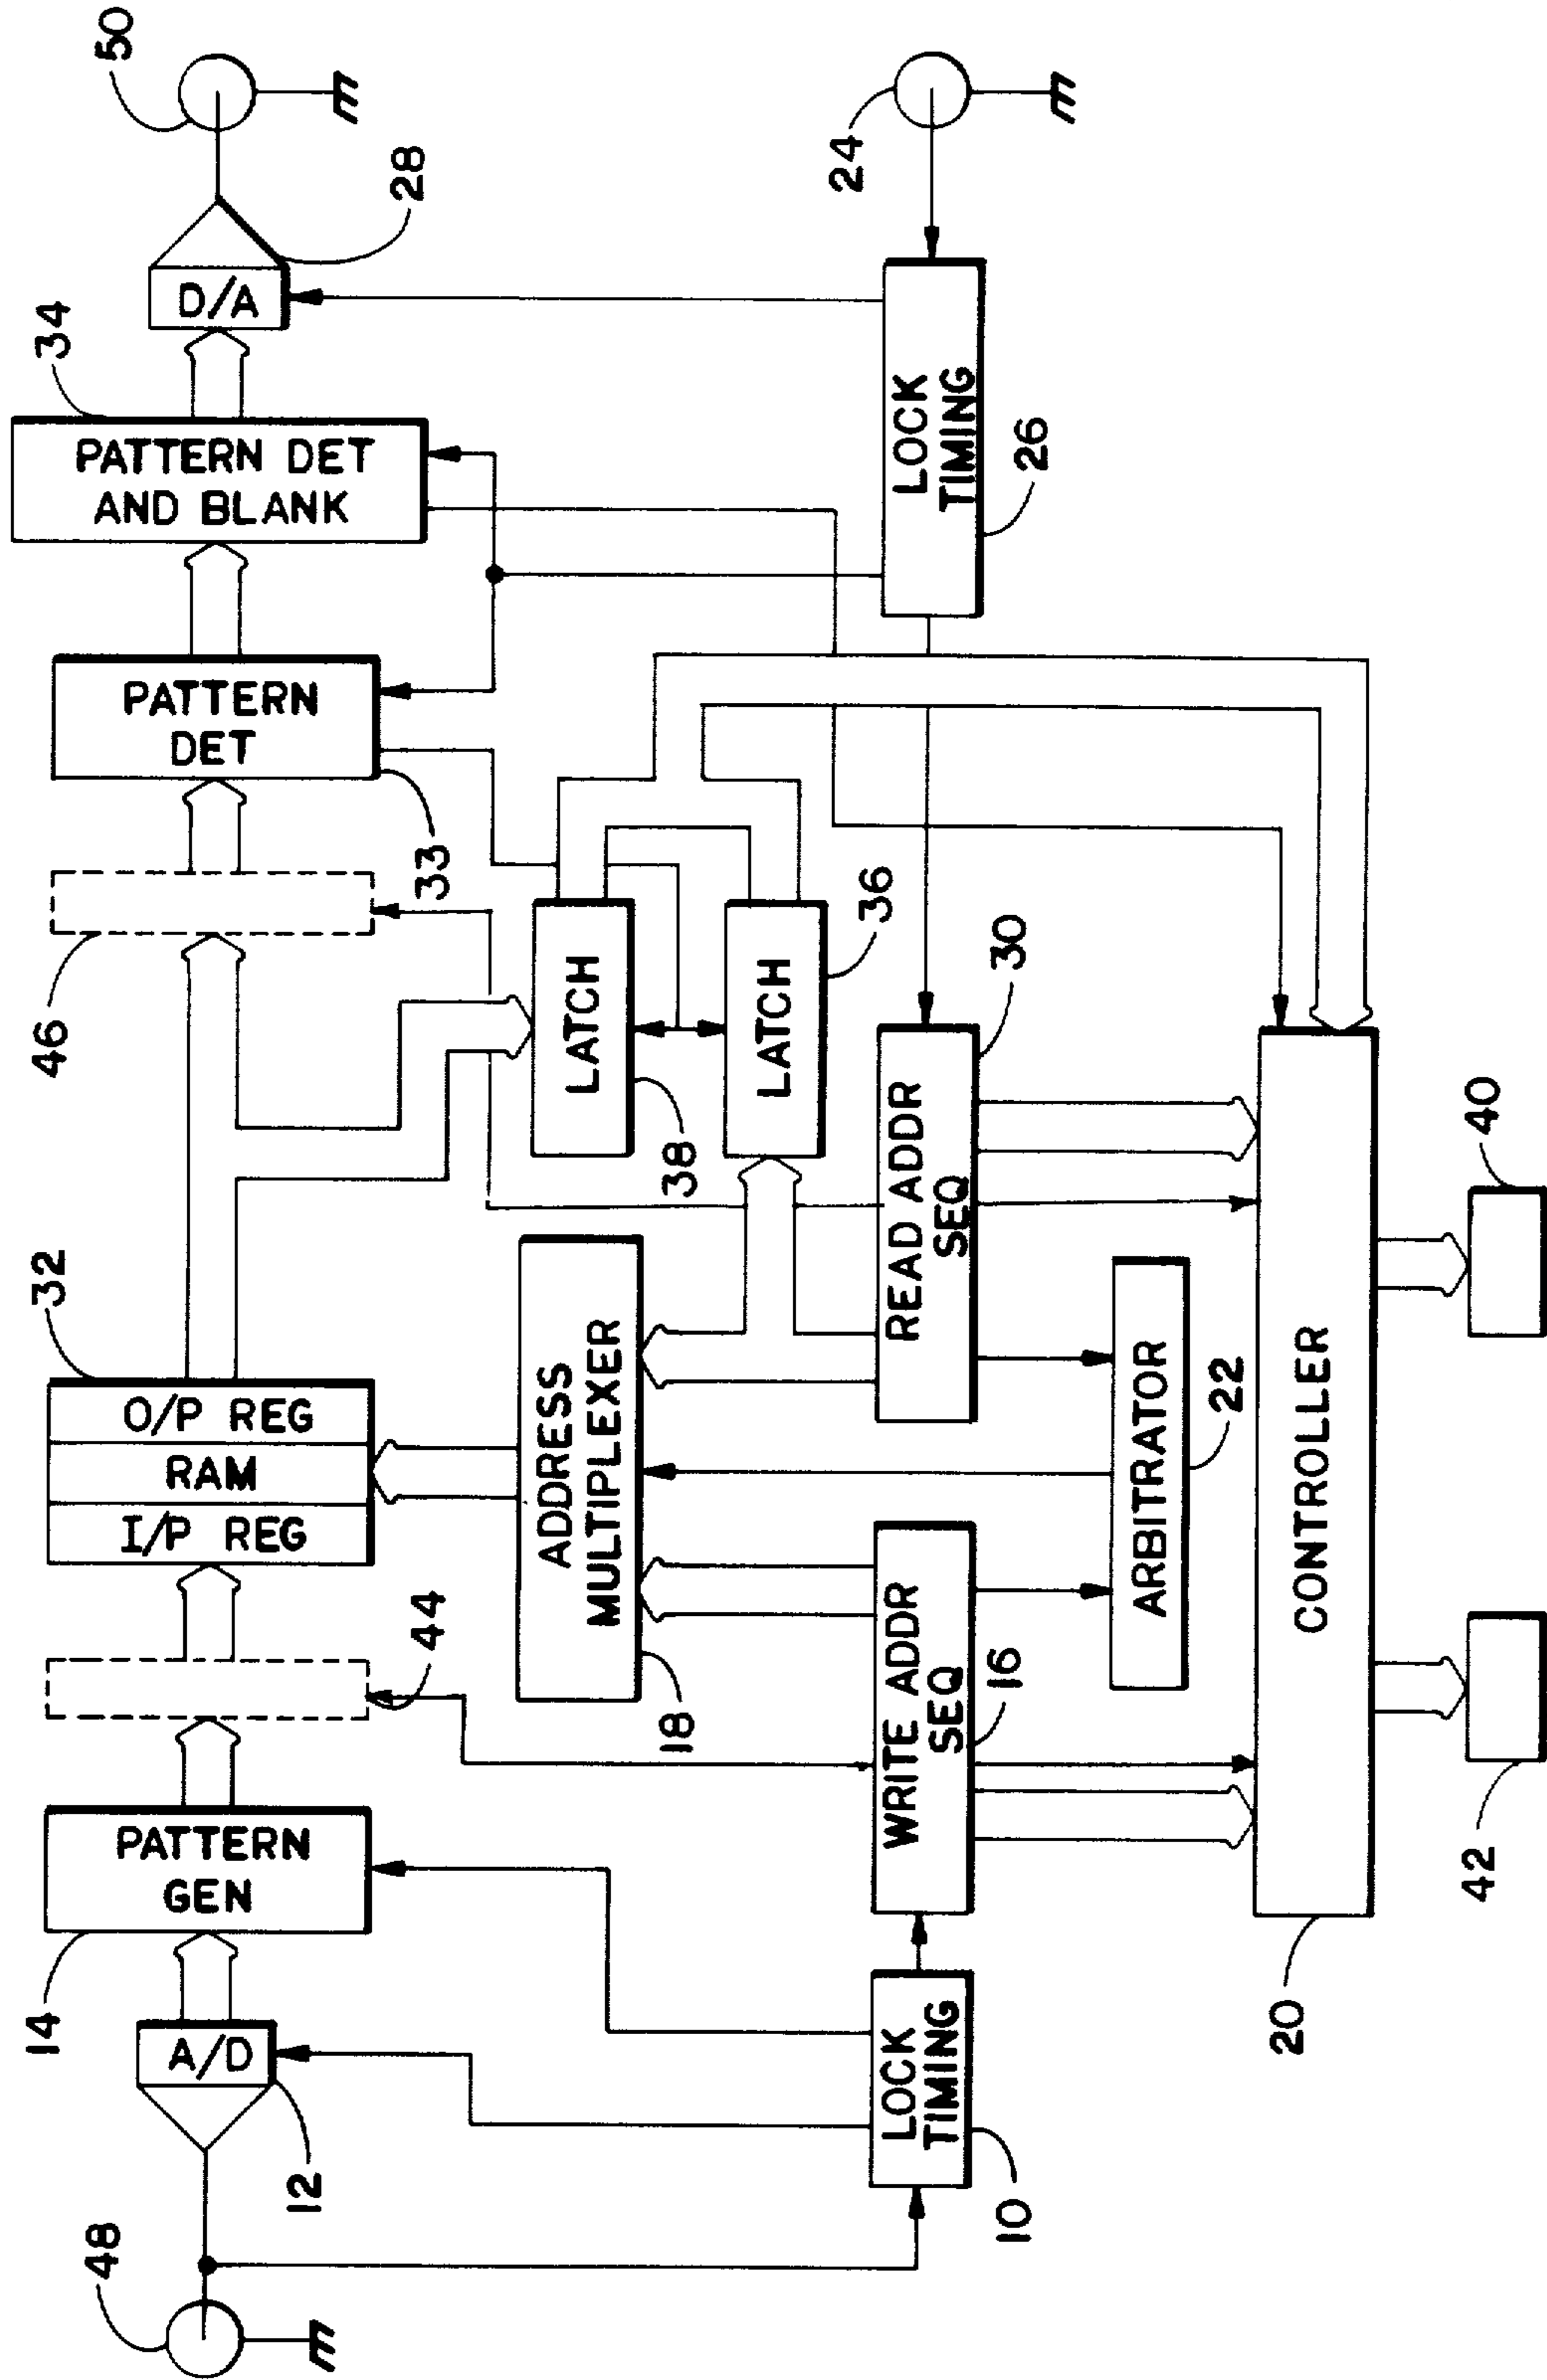 48
12
A/D
14
PATTERN
GEN
44
I/P REG
RAM
O/P REG
32
46
PATTERN
DET
33
PATTERN DET
AND BLANK
34
D/A
28
50
ADDRESS
MULTIPLEXER
18
LATCH
38
LATCH
36
LOCK
TIMING
10
WRITE ADDR
SEQ
16
READ ADDR
SEQ
30
LOCK
TIMING
26
24
ARBITRATOR
22
CONTROLLER
20
42
40